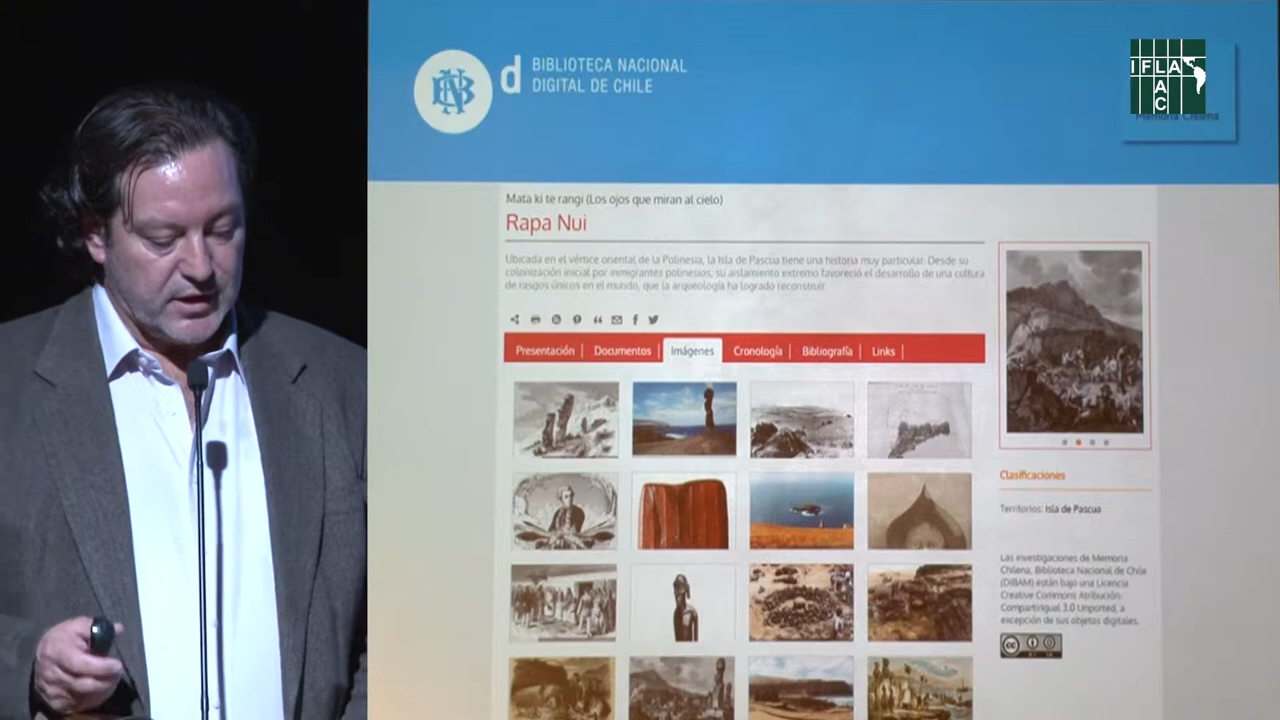 d BIBLIOTECA NACIONAL
DIGITAL DE CHILE
IFLA
LAC
Memoria Chilena
Mata ki te rangi (Los ojos que miran al cielo)
Rapa Nui
Ubicada en el vértice oriental de la Polinesia, la Isla de Pascua tiene una historia muy particular. Desde su
colonización inicial por inmigrantes polinesios, su aislamiento extremo favoreció el desarrollo de una cultura
de rasgos únicos en el mundo, que la arqueología ha logrado reconstruir.
Presentación
Documentos
Imágenes
Cronología
Bibliografía
Links
Clasificaciones
Territorios: Isla de Pascua
Las investigaciones de Memoria
Chilena, Biblioteca Nacional de Chile
(DIBAM) están bajo una Licencia
Creative Commons Atribución-
CompartirIgual 3.0 Unported, a
excepción de sus objetos digitales.
cc